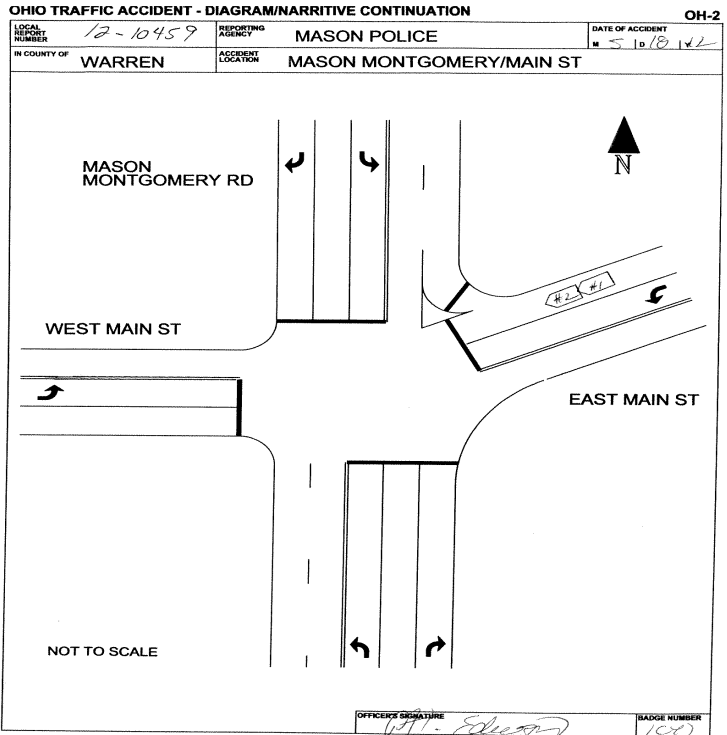 OHIO TRAFFIC ACCIDENT - DIAGRAM/NARRITIVE CONTINUATION
OH-2
LOCAL REPORT NUMBER 12-10459
REPORTING AGENCY MASON POLICE
DATE OF ACCIDENT
M 5 D 18 Y 12
IN COUNTY OF WARREN
ACCIDENT LOCATION MASON MONTGOMERY/MAIN ST
MASON
MONTGOMERY RD
N
#2 #1
WEST MAIN ST
EAST MAIN ST
NOT TO SCALE
OFFICER'S SIGNATURE
BADGE NUMBER